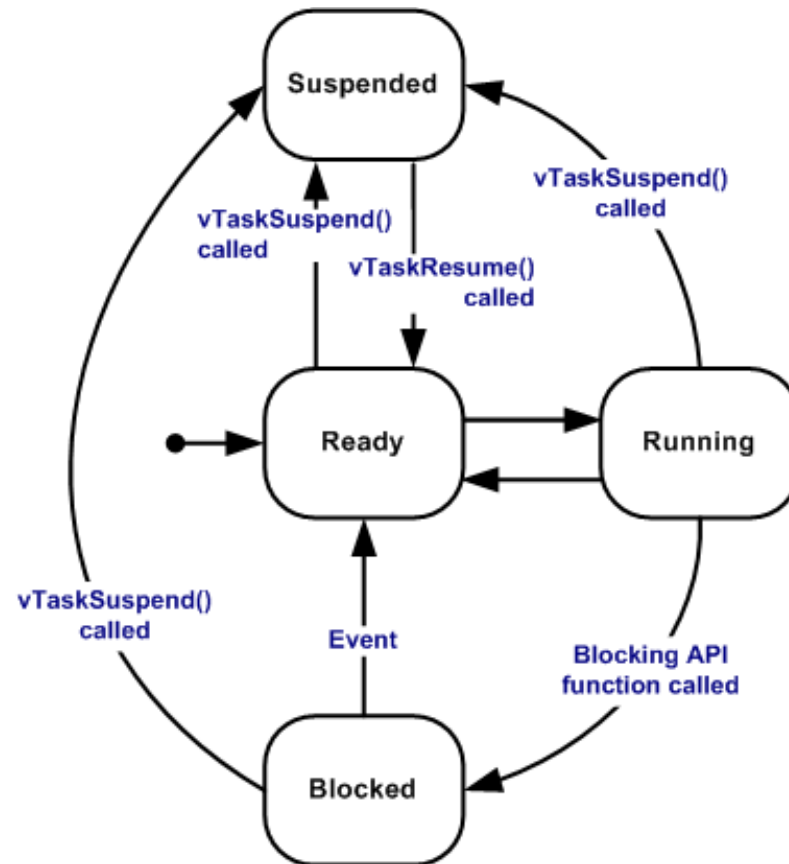 Suspended
vTaskSuspend()
called
vTaskSuspend()
called
vTaskResume()
called
Ready
Running
vTaskSuspend()
called
Event
Blocking API
function called
Blocked